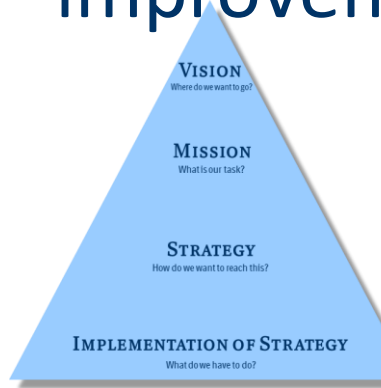 VISION
Where do we want to go?
MISSION
What is our task?
STRATEGY
How do we want to reach this?
IMPLEMENTATION OF STRATEGY
What do we have to do?